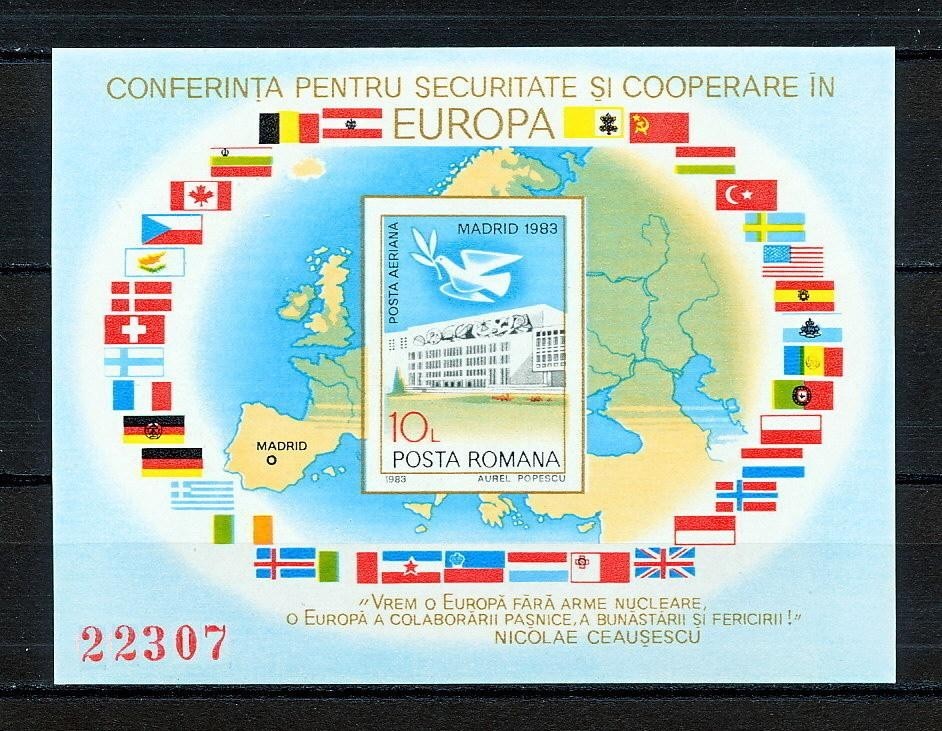 CONFERINȚA PENTRU SECURITATE ȘI COOPERARE ÎN
EUROPA
POSTA AERIANA
MADRID 1983
MADRID
10L
POSTA ROMANA
1983 AUREL POPESCU
"VREM O EUROPĂ FĂRĂ ARME NUCLEARE,
O EUROPĂ A COLABORĂRII PAȘNICE, A BUNĂSTĂRII ȘI FERICIRII!"
NICOLAE CEAUȘESCU
22307